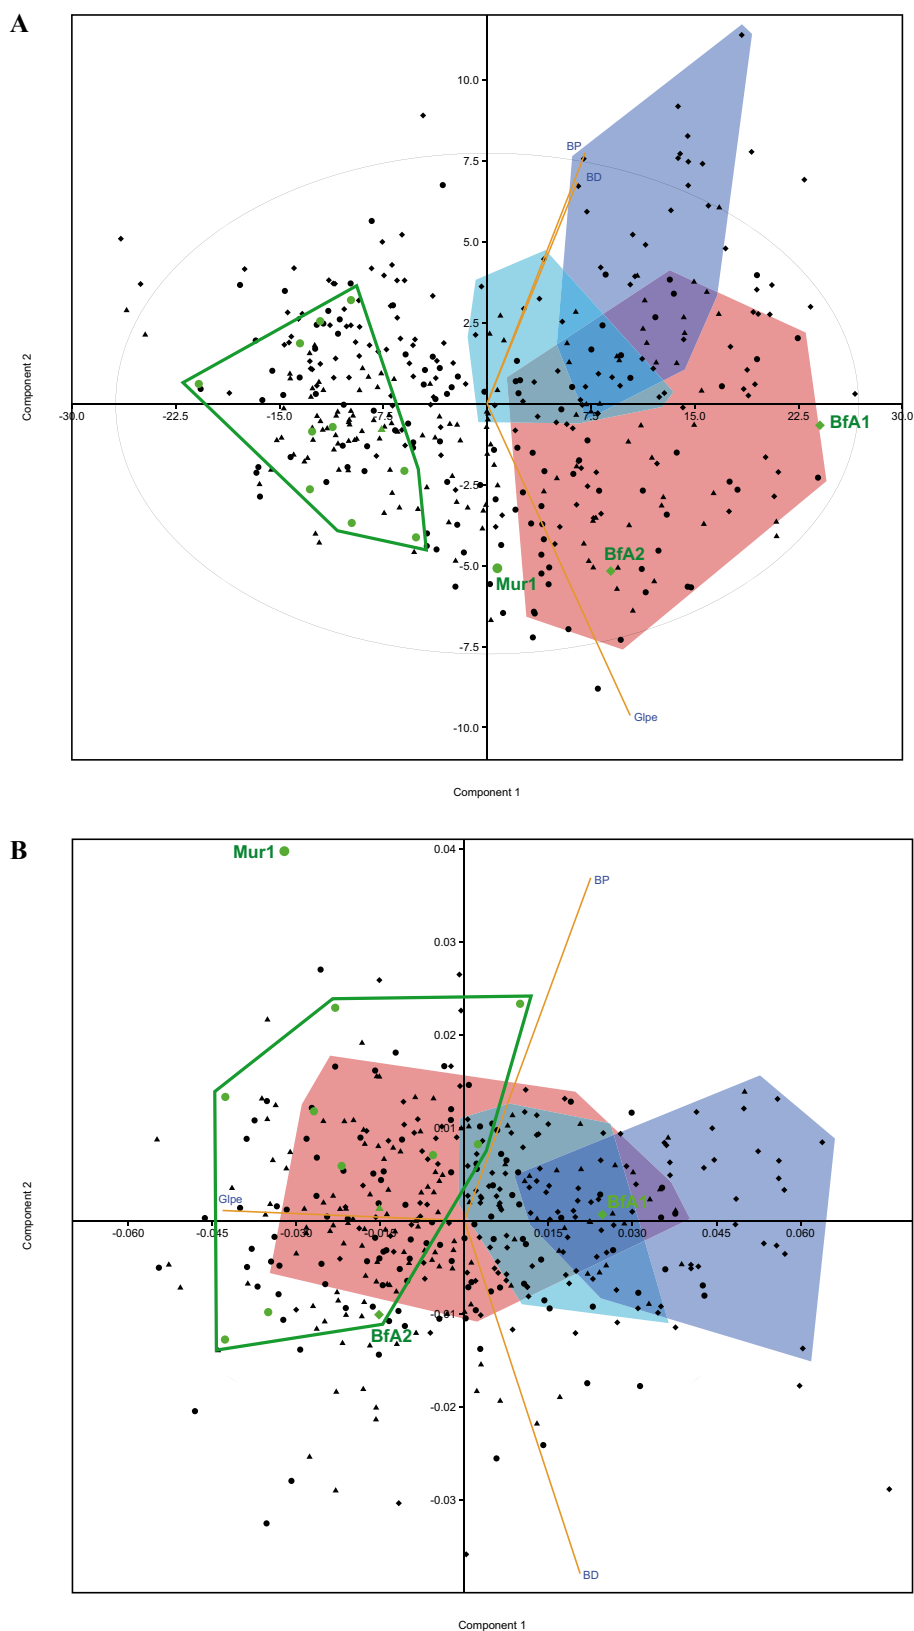 A
10.0
BP
7.5
BD
5.0
2.5
Component 2
-30.0
-22.5
-15.0
-7.5
7.5
15.0
22.5
30.0
BfA1
-2.5
BfA2
-5.0
Mur1
-7.5
Glpe
-10.0
Component 1
B
Mur1
0.04
BP
0.03
0.02
0.01
Component 2
Glpe
BfA1
-0.060
-0.045
-0.030
-0.015
0.015
0.030
0.045
0.060
-0.01
BfA2
-0.02
-0.03
BD
Component 1